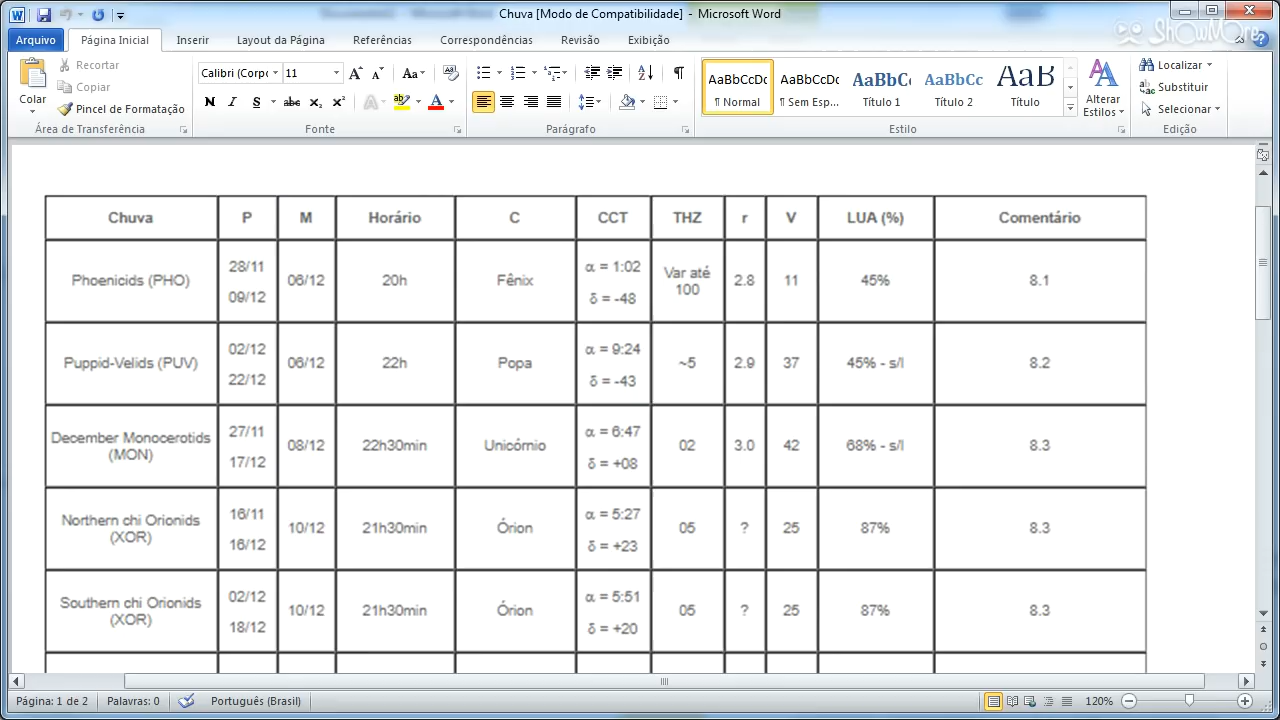 Chuva [Modo de Compatibilidade] - Microsoft Word
ShowMore
Arquivo Página Inicial Inserir Layout da Página Referências Correspondências Revisão Exibição
Colar
Recortar
Copiar
Pincel de Formatação
Área de Transferência
Calibri (Corpo 11
N I S abc x₂ x² A ab A Aa
Fonte
Parágrafo
AaBbCcDc AaBbCcDc AaBbCc AaBbCc AaB
¶ Normal ¶ Sem Esp... Título 1 Título 2 Título
Alterar
Estilos
Estilo
Localizar
Substituir
Selecionar
Edição
Chuva P M Horário C CCT THZ r V LUA (%) Comentário
Phoenicids (PHO) 28/11 09/12 06/12 20h Fênix α = 1:02 δ = -48 Var até 100 2.8 11 45% 8.1
Puppid-Velids (PUV) 02/12 22/12 06/12 22h Popa α = 9:24 δ = -43 ~5 2.9 37 45% - s/l 8.2
December Monocerotids (MON) 27/11 17/12 08/12 22h30min Unicórnio α = 6:47 δ = +08 02 3.0 42 68% - s/l 8.3
Northern chi Orionids (XOR) 16/11 16/12 10/12 21h30min Órion α = 5:27 δ = +23 05 ? 25 87% 8.3
Southern chi Orionids (XOR) 02/12 18/12 10/12 21h30min Órion α = 5:51 δ = +20 05 ? 25 87% 8.3
Página: 1 de 2 Palavras: 0 Português (Brasil) 120%